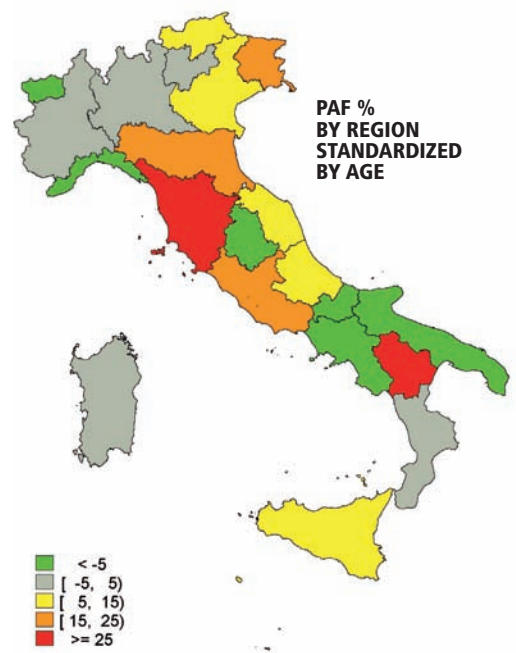 PAF %
BY REGION
STANDARDIZED
BY AGE
< -5
[ -5, 5)
[ 5, 15)
[ 15, 25)
>= 25